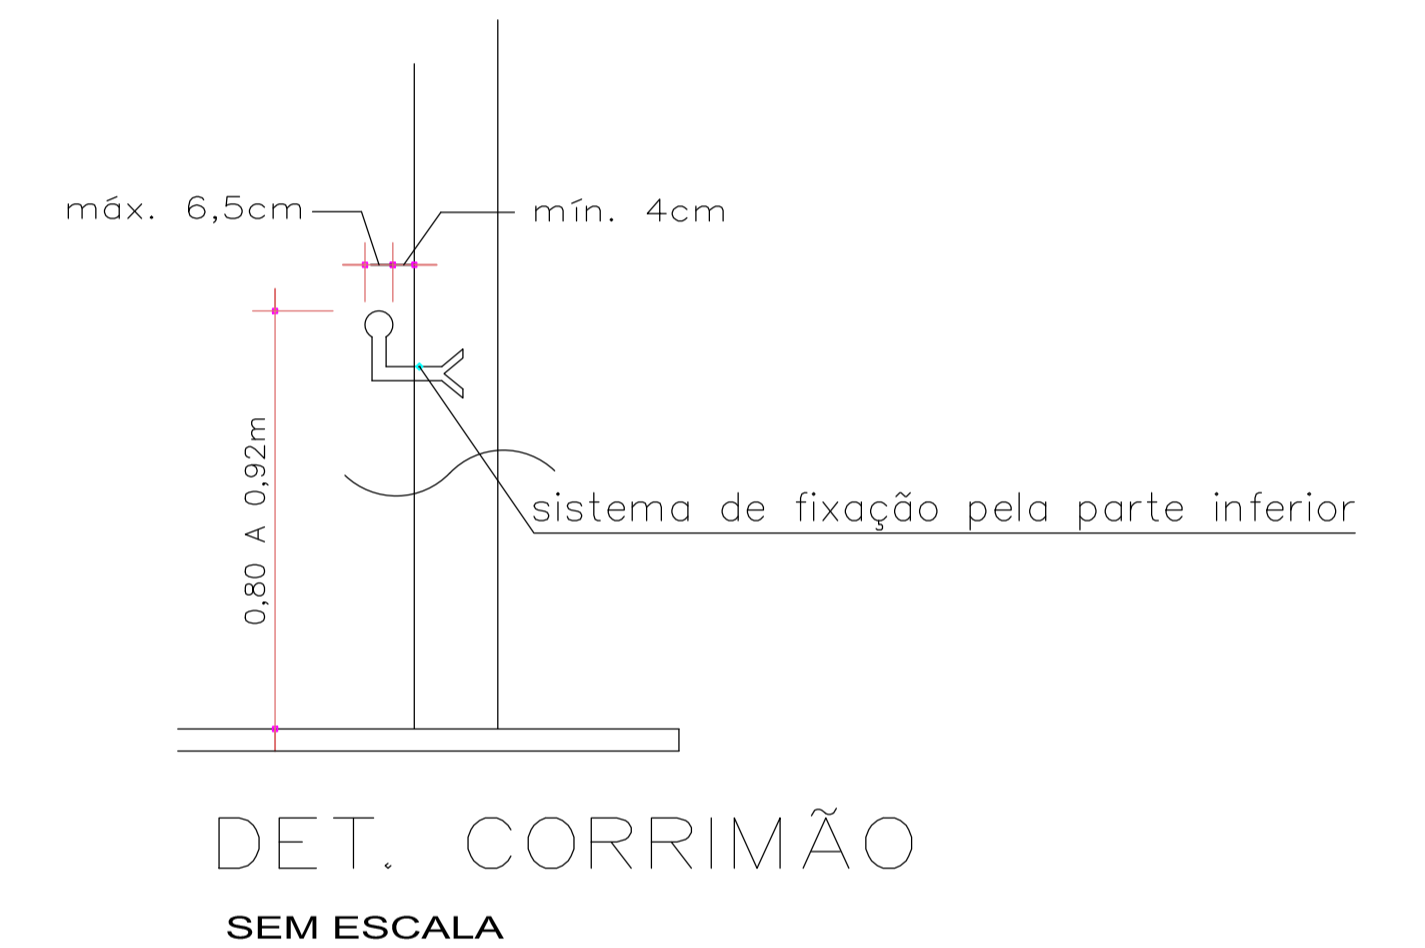 máx. 6,5cm
mín. 4cm
0,80 A 0,92m
sistema de fixação pela parte inferior
DET. CORRIMÃO
SEM ESCALA